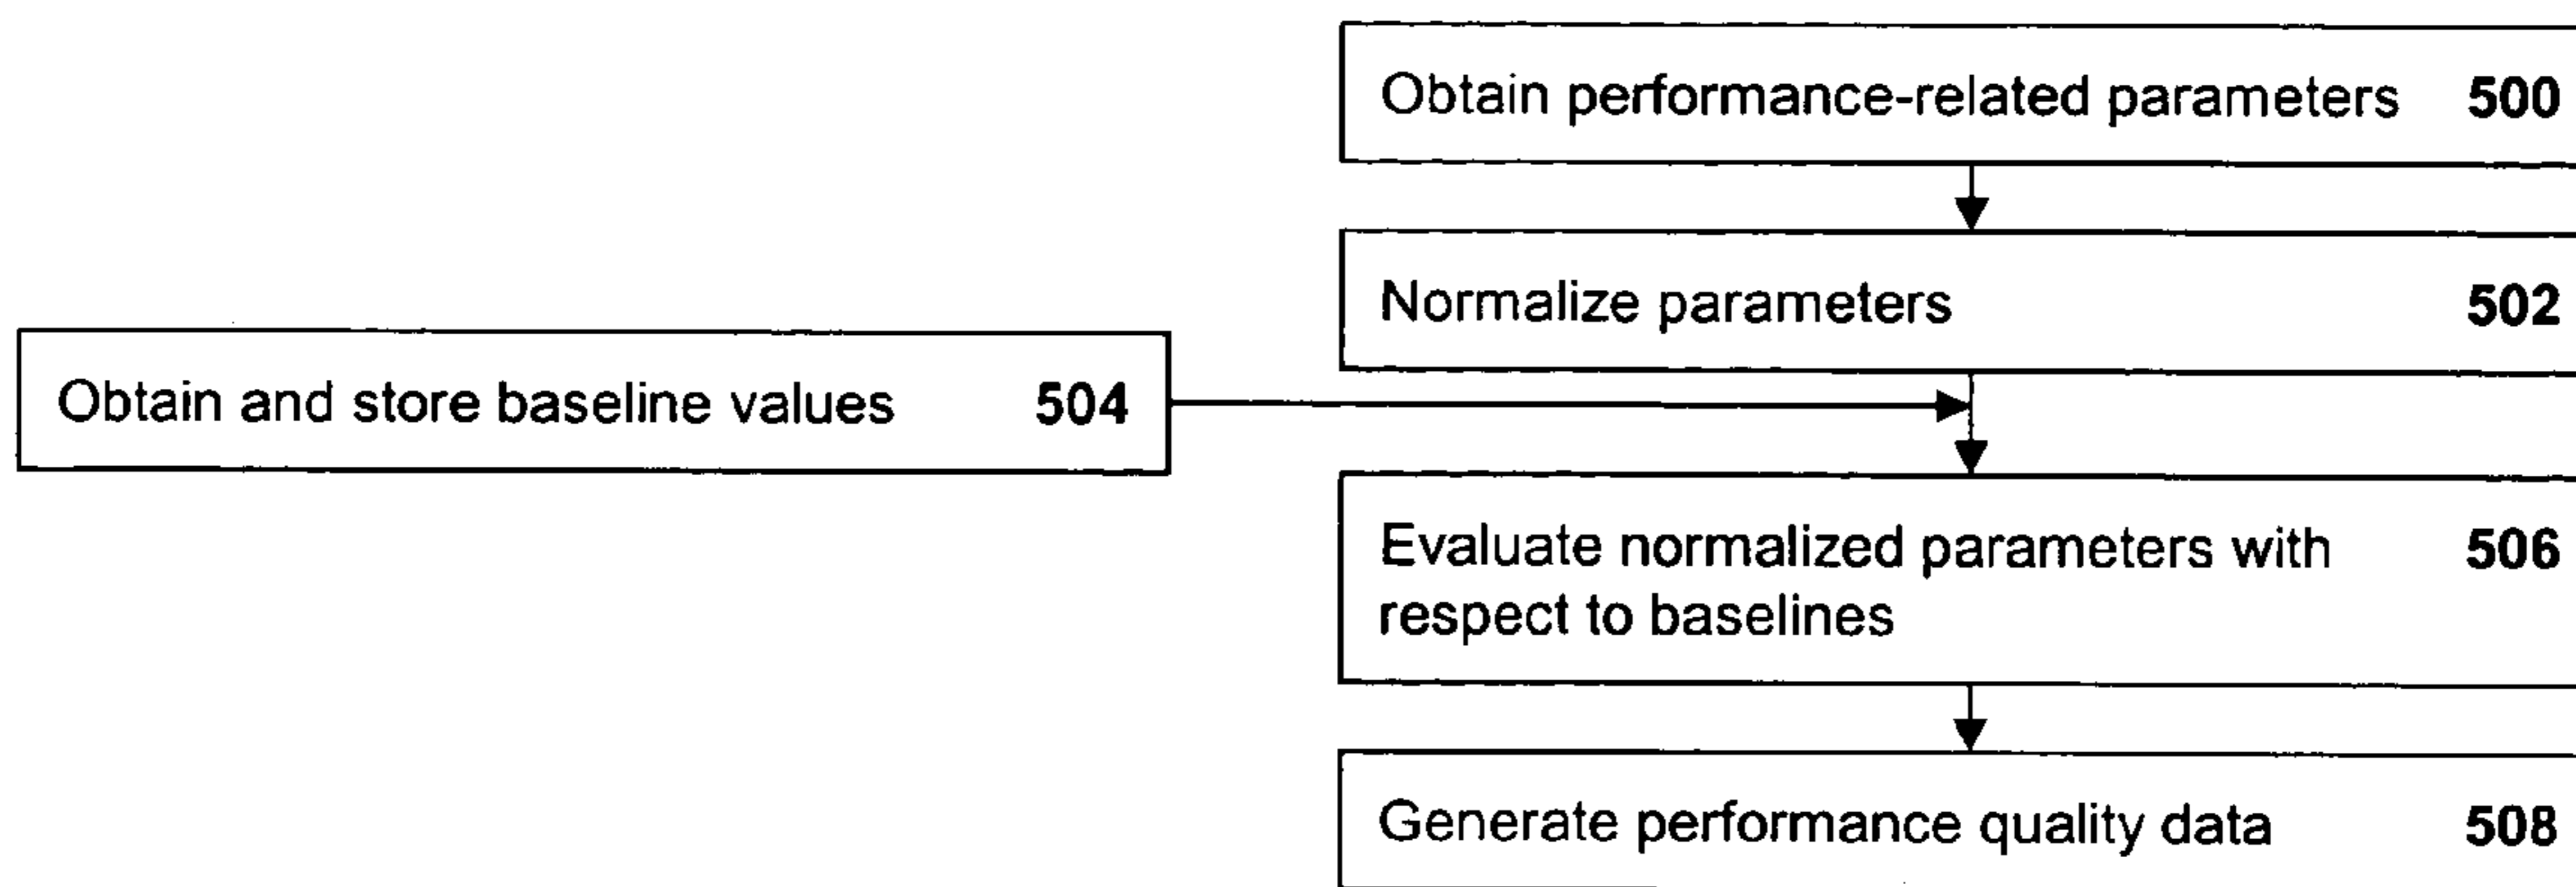 Obtain performance-related parameters 500
Normalize parameters 502
Obtain and store baseline values 504
Evaluate normalized parameters with 506
respect to baselines
Generate performance quality data 508